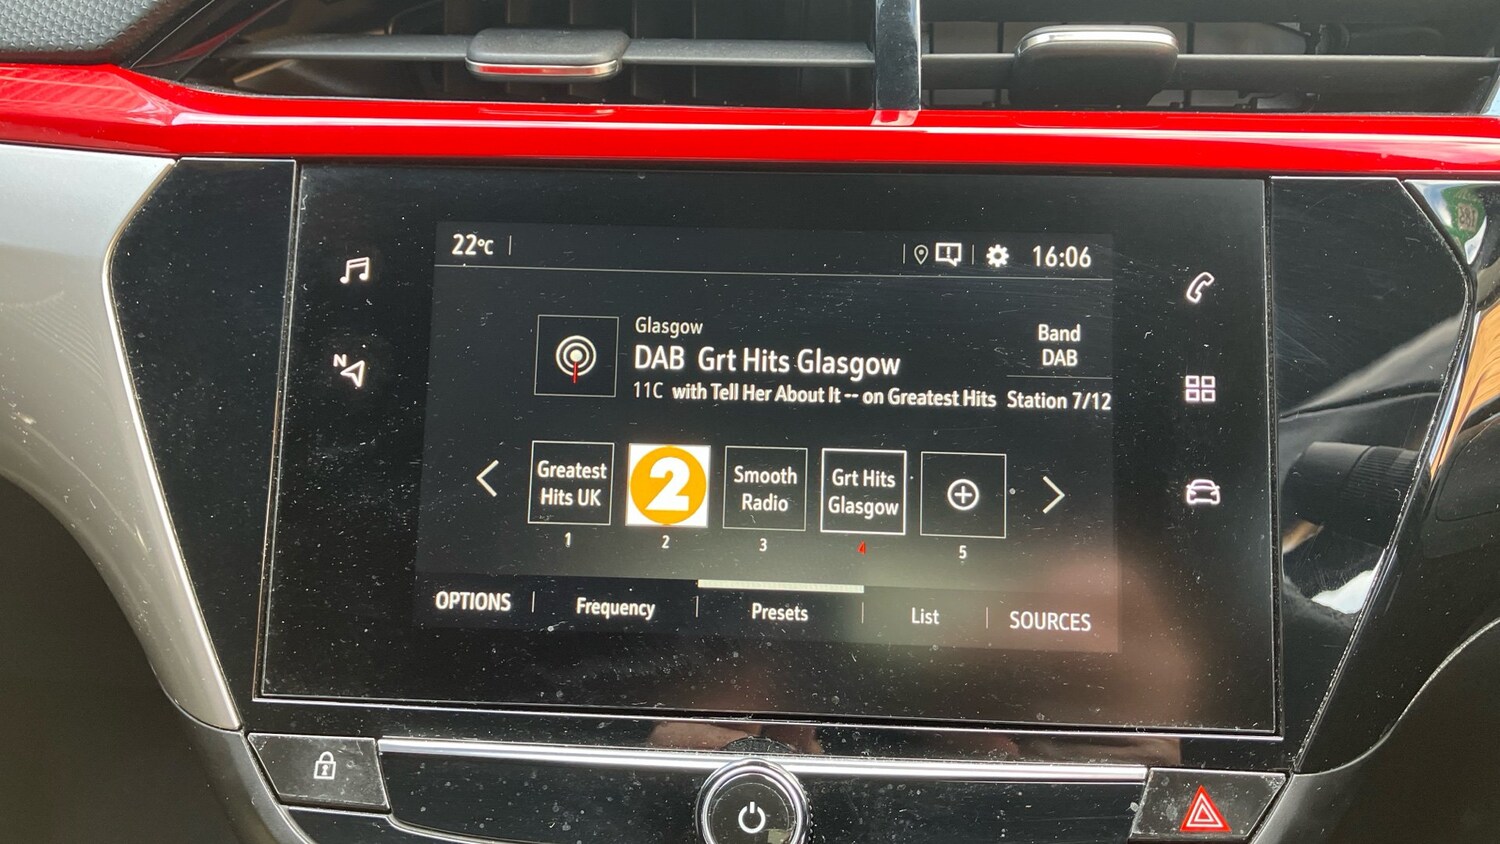 22°C
16:06
N
Glasgow
DAB Grt Hits Glasgow
11C with Tell Her About It -- on Greatest Hits
Band
DAB
Station 7/12
Greatest
Hits UK
2
Smooth
Radio
Grt Hits
Glasgow
1
2
3
4
5
OPTIONS
Frequency
Presets
List
SOURCES